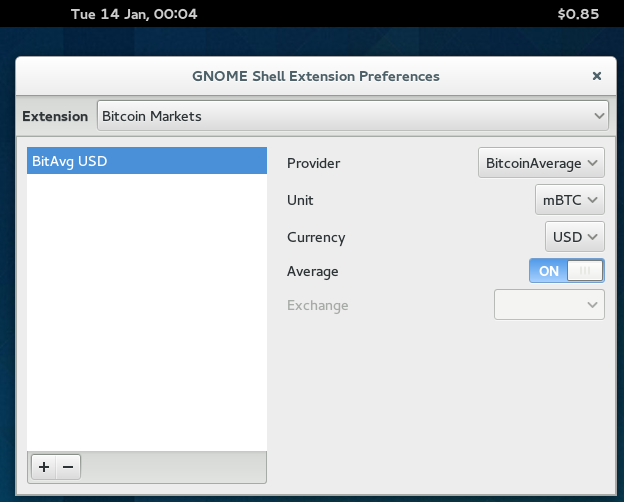 Tue 14 Jan, 00:04 $0.85
GNOME Shell Extension Preferences ×
Extension Bitcoin Markets
BitAvg USD
Provider BitcoinAverage
Unit mBTC
Currency USD
Average ON
Exchange
+ −